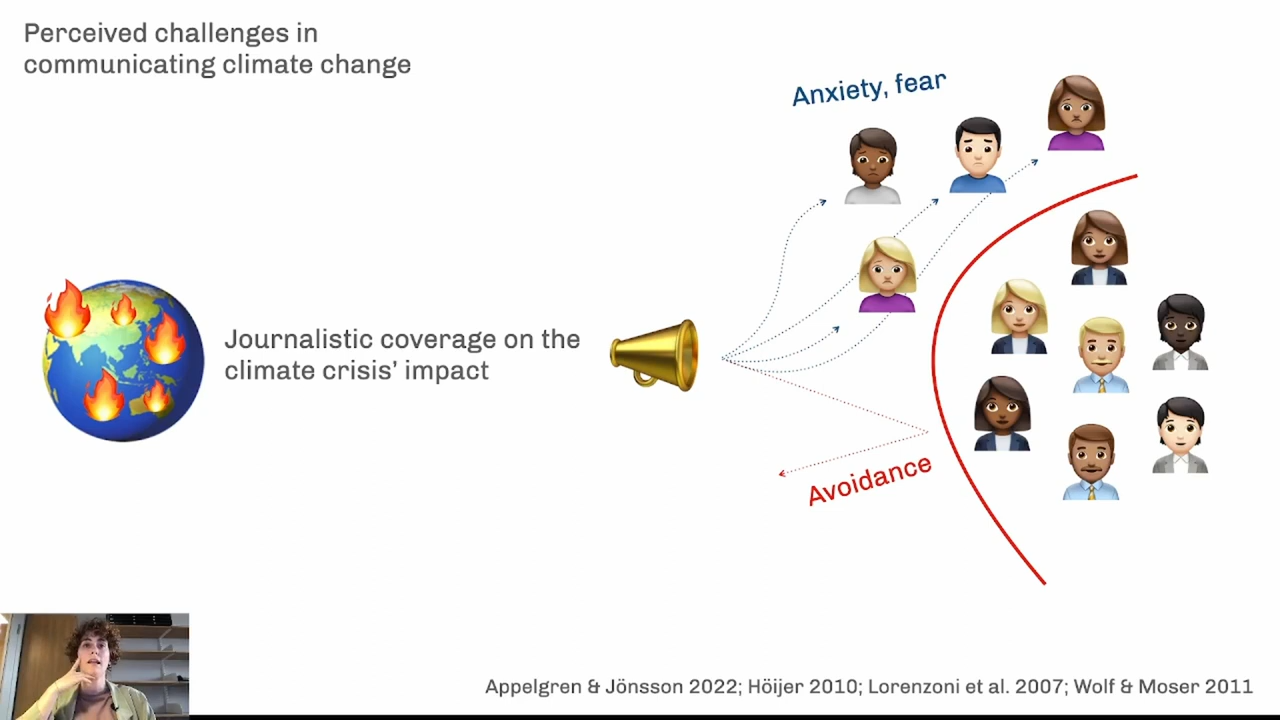 Perceived challenges in
communicating climate change
Anxiety, fear
Journalistic coverage on the
climate crisis’ impact
Avoidance
Appelgren & Jönsson 2022; Höijer 2010; Lorenzoni et al. 2007; Wolf & Moser 2011